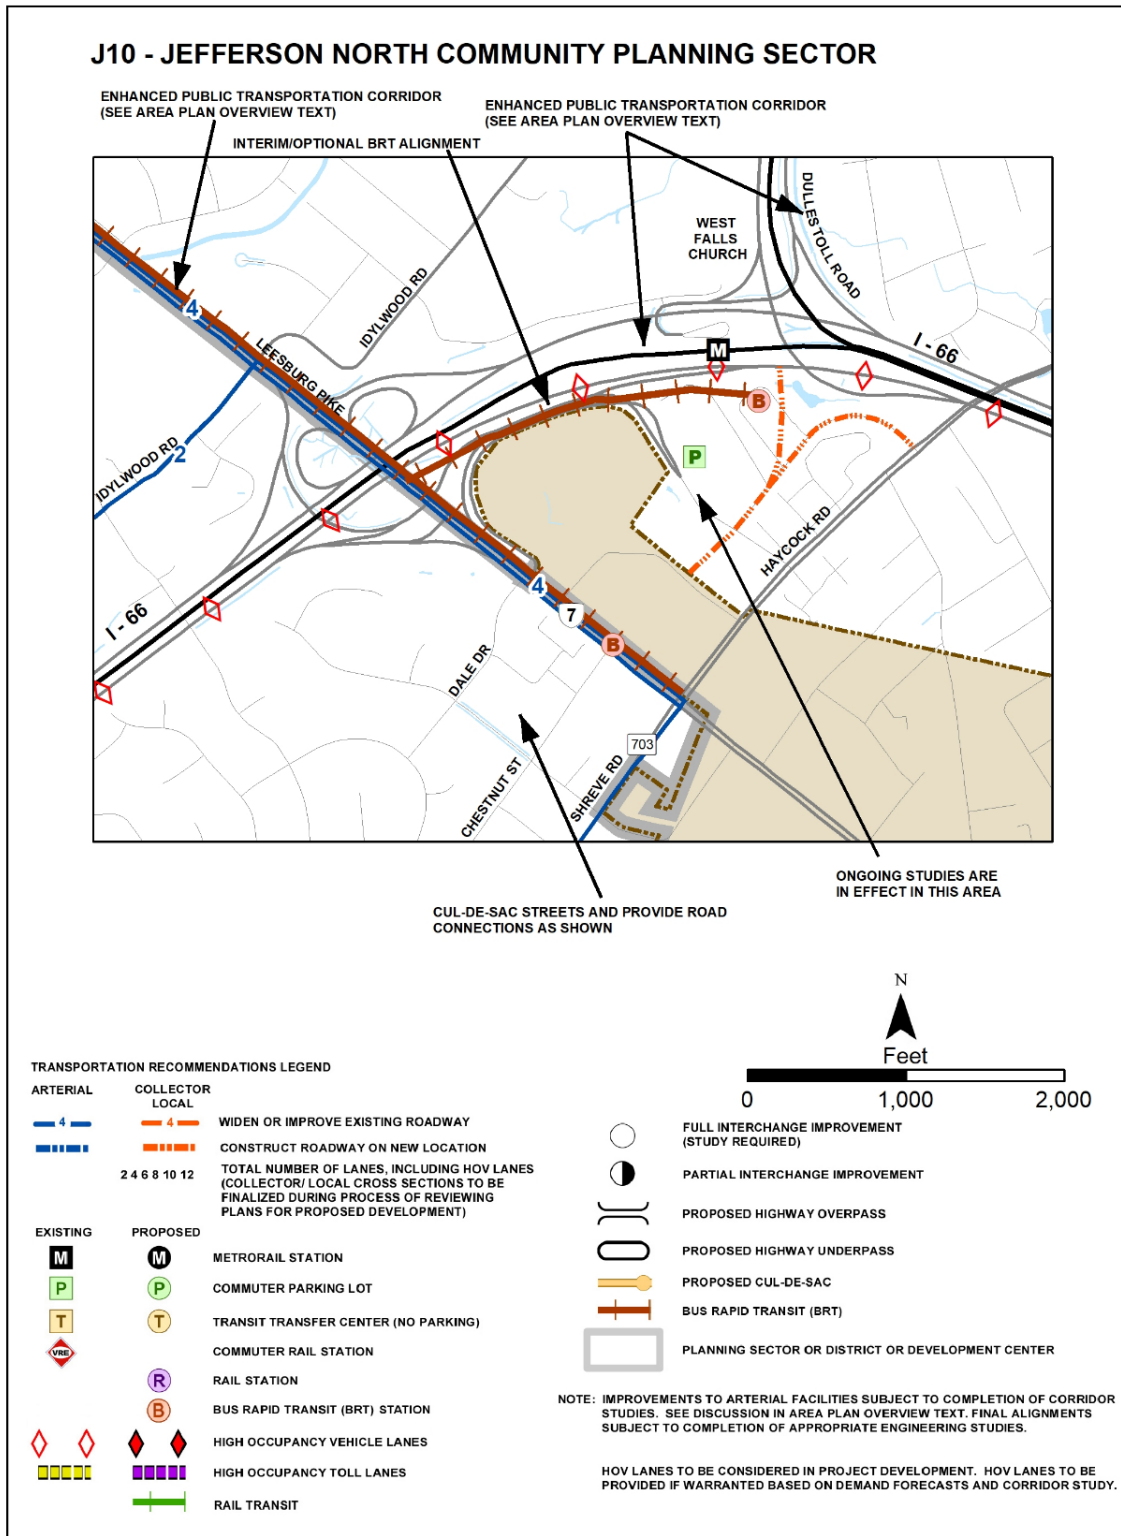 J10 - JEFFERSON NORTH COMMUNITY PLANNING SECTOR
ENHANCED PUBLIC TRANSPORTATION CORRIDOR
(SEE AREA PLAN OVERVIEW TEXT)
ENHANCED PUBLIC TRANSPORTATION CORRIDOR
(SEE AREA PLAN OVERVIEW TEXT)
INTERIM/OPTIONAL BRT ALIGNMENT
DULLES TOLL ROAD
WEST
FALLS
CHURCH
IDYLWOOD RD
4
LEESBURG PIKE
M
I - 66
B
IDYLWOOD RD
2
P
HAYCOCK RD
4
7
I - 66
B
DALE DR
703
SHREVE RD
CHESTNUT ST
ONGOING STUDIES ARE
IN EFFECT IN THIS AREA
CUL-DE-SAC STREETS AND PROVIDE ROAD
CONNECTIONS AS SHOWN
N
Feet
0 1,000 2,000
TRANSPORTATION RECOMMENDATIONS LEGEND
ARTERIAL
COLLECTOR
LOCAL
4 4 WIDEN OR IMPROVE EXISTING ROADWAY
CONSTRUCT ROADWAY ON NEW LOCATION
2 4 6 8 10 12 TOTAL NUMBER OF LANES, INCLUDING HOV LANES
(COLLECTOR/ LOCAL CROSS SECTIONS TO BE
FINALIZED DURING PROCESS OF REVIEWING
PLANS FOR PROPOSED DEVELOPMENT)
EXISTING PROPOSED
M M METRORAIL STATION
P P COMMUTER PARKING LOT
T T TRANSIT TRANSFER CENTER (NO PARKING)
VRE COMMUTER RAIL STATION
R RAIL STATION
B BUS RAPID TRANSIT (BRT) STATION
HIGH OCCUPANCY VEHICLE LANES
HIGH OCCUPANCY TOLL LANES
RAIL TRANSIT
FULL INTERCHANGE IMPROVEMENT
(STUDY REQUIRED)
PARTIAL INTERCHANGE IMPROVEMENT
PROPOSED HIGHWAY OVERPASS
PROPOSED HIGHWAY UNDERPASS
PROPOSED CUL-DE-SAC
BUS RAPID TRANSIT (BRT)
PLANNING SECTOR OR DISTRICT OR DEVELOPMENT CENTER
NOTE: IMPROVEMENTS TO ARTERIAL FACILITIES SUBJECT TO COMPLETION OF CORRIDOR
STUDIES. SEE DISCUSSION IN AREA PLAN OVERVIEW TEXT. FINAL ALIGNMENTS
SUBJECT TO COMPLETION OF APPROPRIATE ENGINEERING STUDIES.
HOV LANES TO BE CONSIDERED IN PROJECT DEVELOPMENT. HOV LANES TO BE
PROVIDED IF WARRANTED BASED ON DEMAND FORECASTS AND CORRIDOR STUDY.